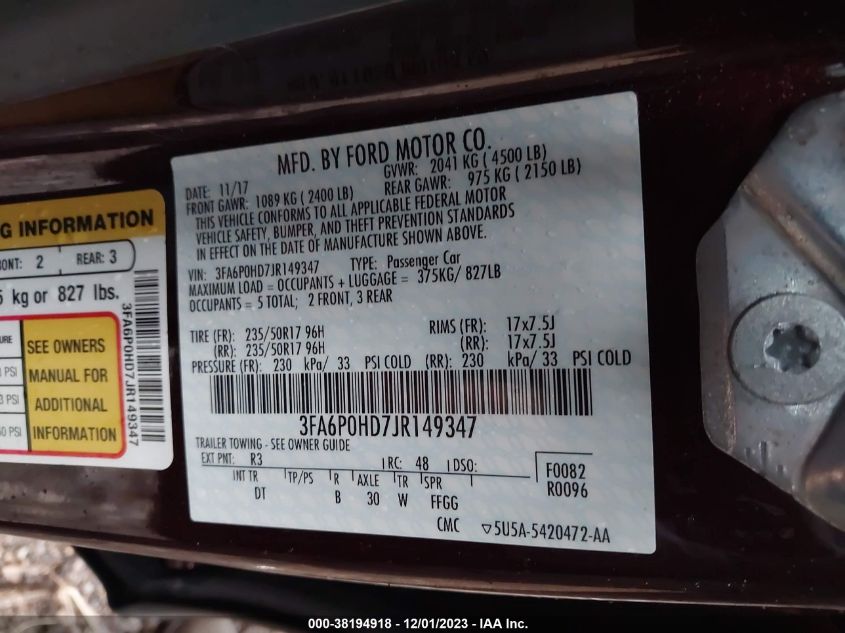 MFD. BY FORD MOTOR CO.
DATE: 11/17 GVWR: 2041 KG ( 4500 LB)
FRONT GAWR: 1089 KG ( 2400 LB) REAR GAWR: 975 KG ( 2150 LB)
THIS VEHICLE CONFORMS TO ALL APPLICABLE FEDERAL MOTOR
VEHICLE SAFETY, BUMPER, AND THEFT PREVENTION STANDARDS
IN EFFECT ON THE DATE OF MANUFACTURE SHOWN ABOVE.
VIN: 3FA6P0HD7JR149347 TYPE: Passenger Car
MAXIMUM LOAD = OCCUPANTS + LUGGAGE = 375KG/ 827LB
OCCUPANTS = 5 TOTAL; 2 FRONT, 3 REAR
TIRE (FR): 235/50R17 96H RIMS (FR): 17x7.5J
(RR): 235/50R17 96H (RR): 17x7.5J
PRESSURE (FR): 230 kPa/ 33 PSI COLD (RR): 230 kPa/ 33 PSI COLD
3FA6P0HD7JR149347
TRAILER TOWING - SEE OWNER GUIDE
EXT PNT: R3 RC: 48 DSO: F0082
INT TR TP/PS R AXLE TR SPR R0096
DT B 30 W FFGG
CMC ▽5U5A-5420472-AA
G INFORMATION
ONT: 2 REAR: 3
5 kg or 827 lbs.
URE
PSI
PSI
0 PSI
SEE OWNERS
MANUAL FOR
ADDITIONAL
INFORMATION
3FA6P0HD7JR149347
000-38194918 - 12/01/2023 - IAA Inc.